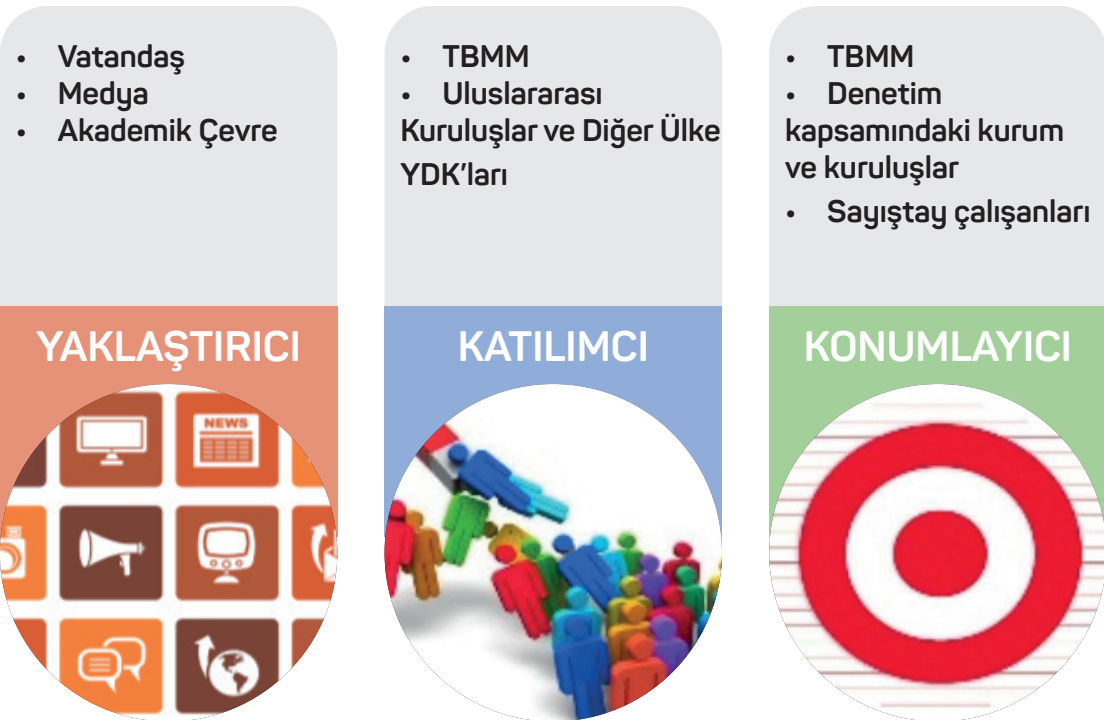 • Vatandaş
• Medya
• Akademik Çevre
YAKLAŞTIRICI
NEWS
• TBMM
• Uluslararası
Kuruluşlar ve Diğer Ülke
YDK'ları
KATILIMCI
• TBMM
• Denetim
kapsamındaki kurum
ve kuruluşlar
• Sayıştay çalışanları
KONUMLAYICI